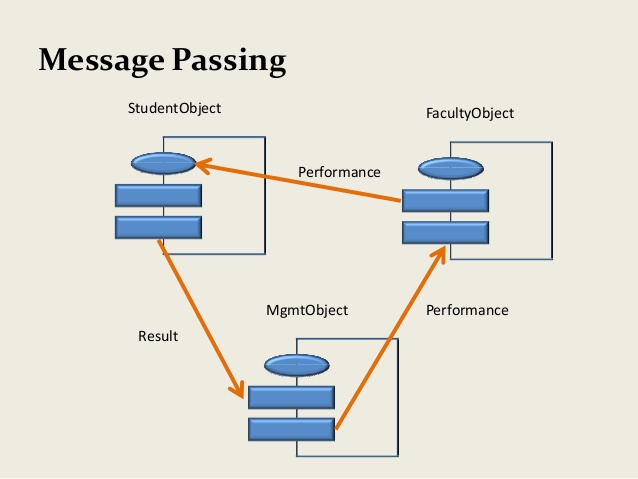 Message Passing
StudentObject
FacultyObject
Performance
MgmtObject
Performance
Result